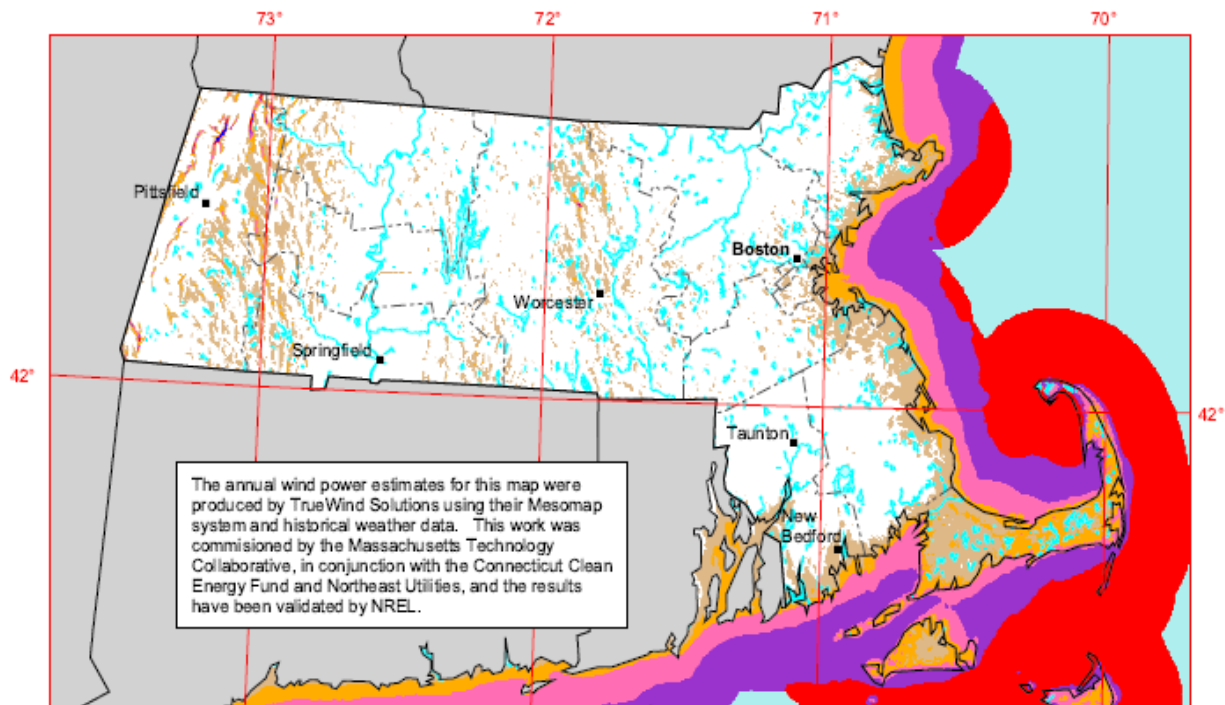 73°
72°
71°
70°
Pittsfield
Boston
Worcester
Springfield
42°
42°
Taunton
The annual wind power estimates for this map were
produced by TrueWind Solutions using their Mesomap
system and historical weather data. This work was
commisioned by the Massachusetts Technology
Collaborative, in conjunction with the Connecticut Clean
Energy Fund and Northeast Utilities, and the results
have been validated by NREL.
New
Bedford